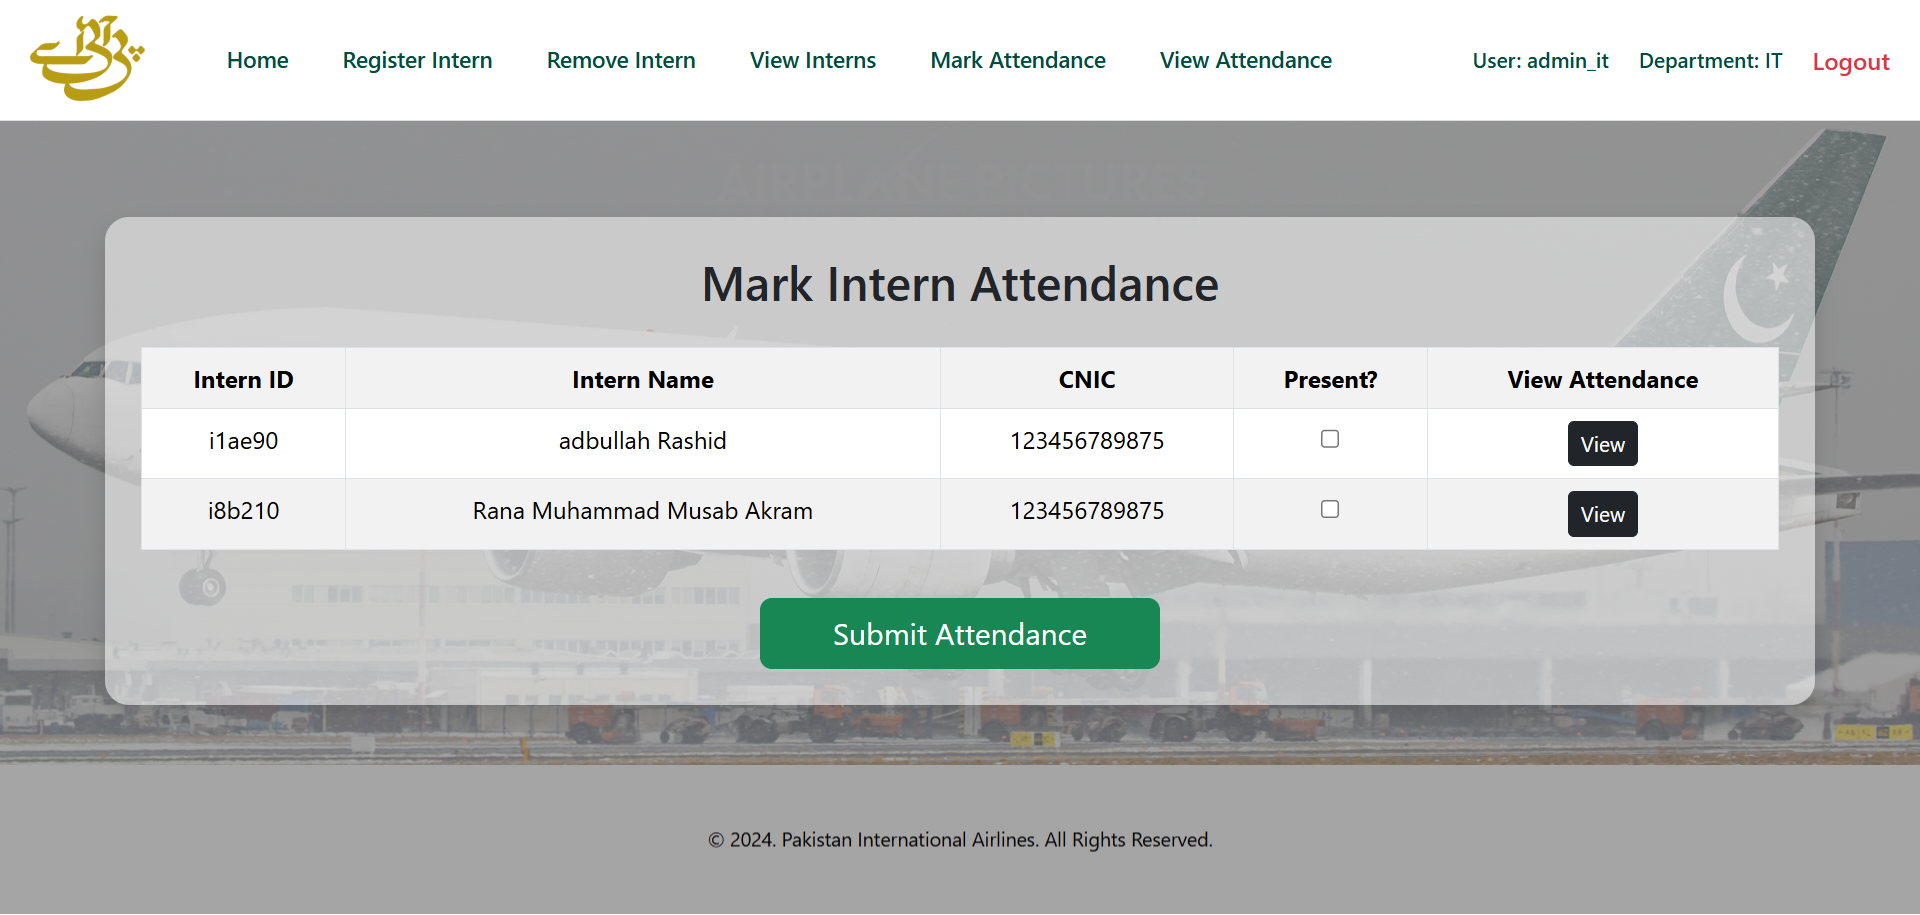 Home Register Intern Remove Intern View Interns Mark Attendance View Attendance User: admin_it Department: IT Logout
AIRPLANE PICTURES
Mark Intern Attendance
Intern ID Intern Name CNIC Present? View Attendance
i1ae90 adbullah Rashid 123456789875 View
i8b210 Rana Muhammad Musab Akram 123456789875 View
Submit Attendance
© 2024. Pakistan International Airlines. All Rights Reserved.